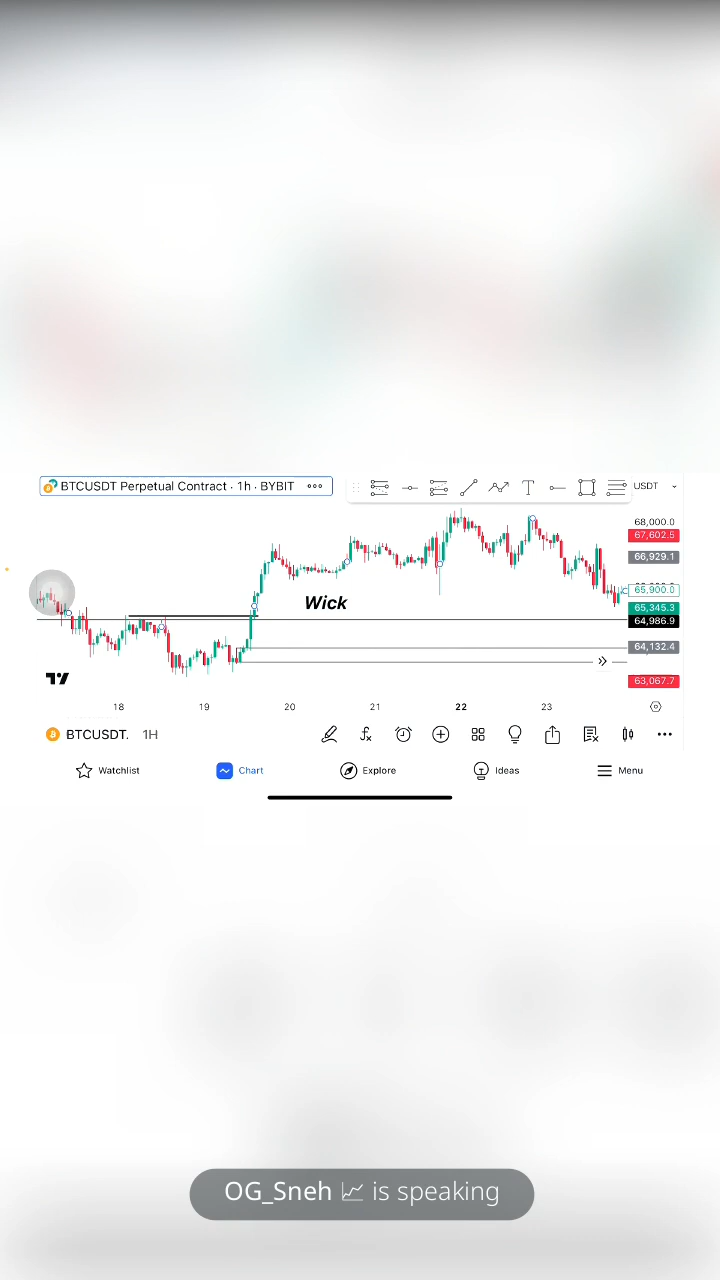 BTCUSDT Perpetual Contract · 1h · BYBIT
USDT
68,000.0
67,602.5
66,929.1
65,900.0
65,345.3
64,986.9
64,132.4
63,067.7
Wick
18 19 20 21 22 23
BTCUSDT. 1H
Watchlist Chart Explore Ideas Menu
OG_Sneh 📈 is speaking